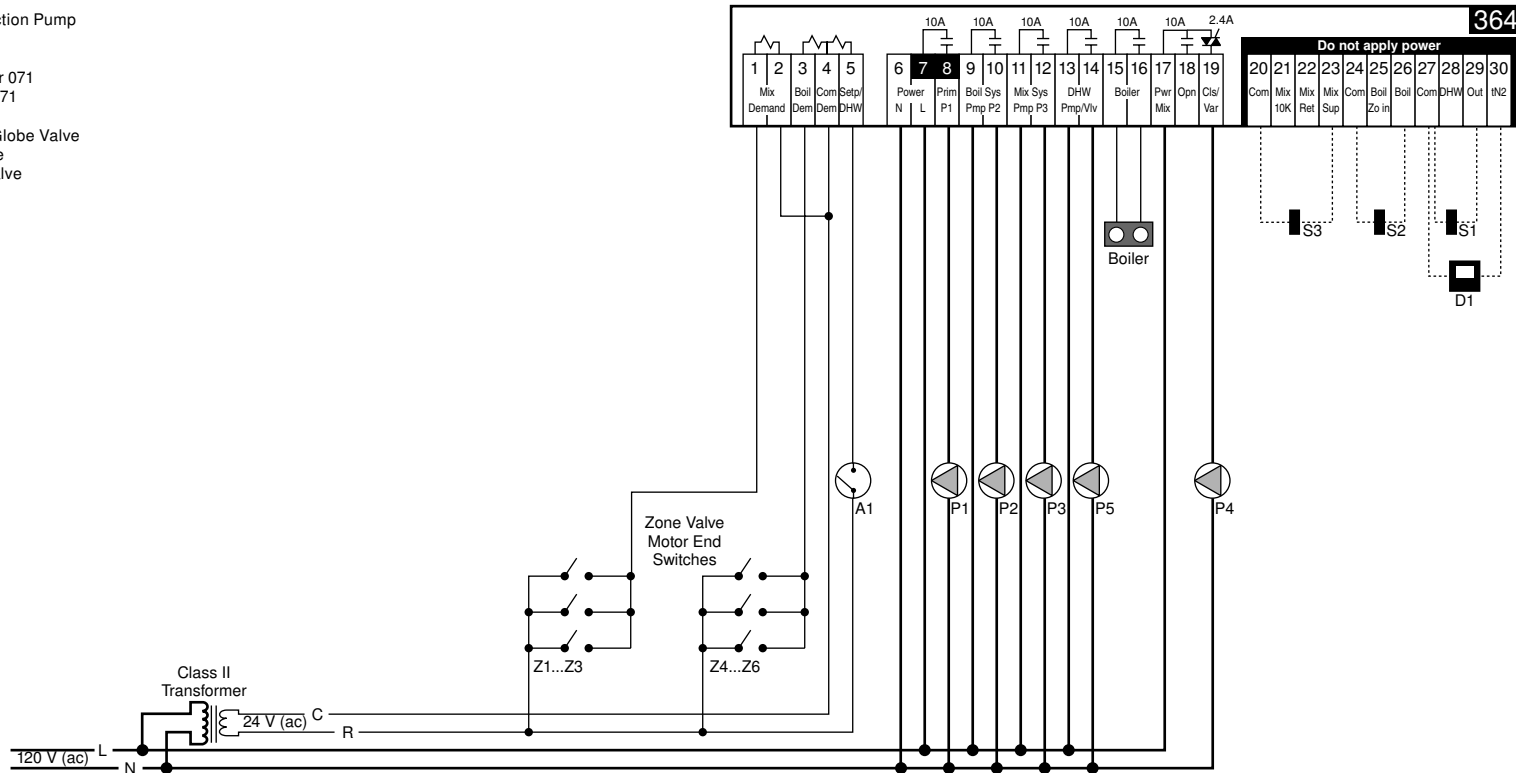 ction Pump
r 071
71
Globe Valve
e
alve
364
10A 10A 10A 10A 10A 10A 2.4A
Do not apply power
1 2 3 4 5 6 7 8 9 10 11 12 13 14 15 16 17 18 19 20 21 22 23 24 25 26 27 28 29 30
Mix Demand
Boil Dem
Com Dem
Setp/ DHW
Power
N L
Prim P1
Boil Sys Pmp P2
Mix Sys Pmp P3
DHW Pmp/Vlv
Boiler
Pwr Mix
Opn
Cls/ Var
Com
Mix 10K
Mix Ret
Mix Sup
Com
Boil Zo in
Boil
Com
DHW
Out
tN2
S3 S2 S1
Boiler
D1
A1 P1 P2 P3 P5 P4
Zone Valve
Motor End
Switches
Z1...Z3 Z4...Z6
Class II
Transformer
24 V (ac) C
R
120 V (ac) L
N